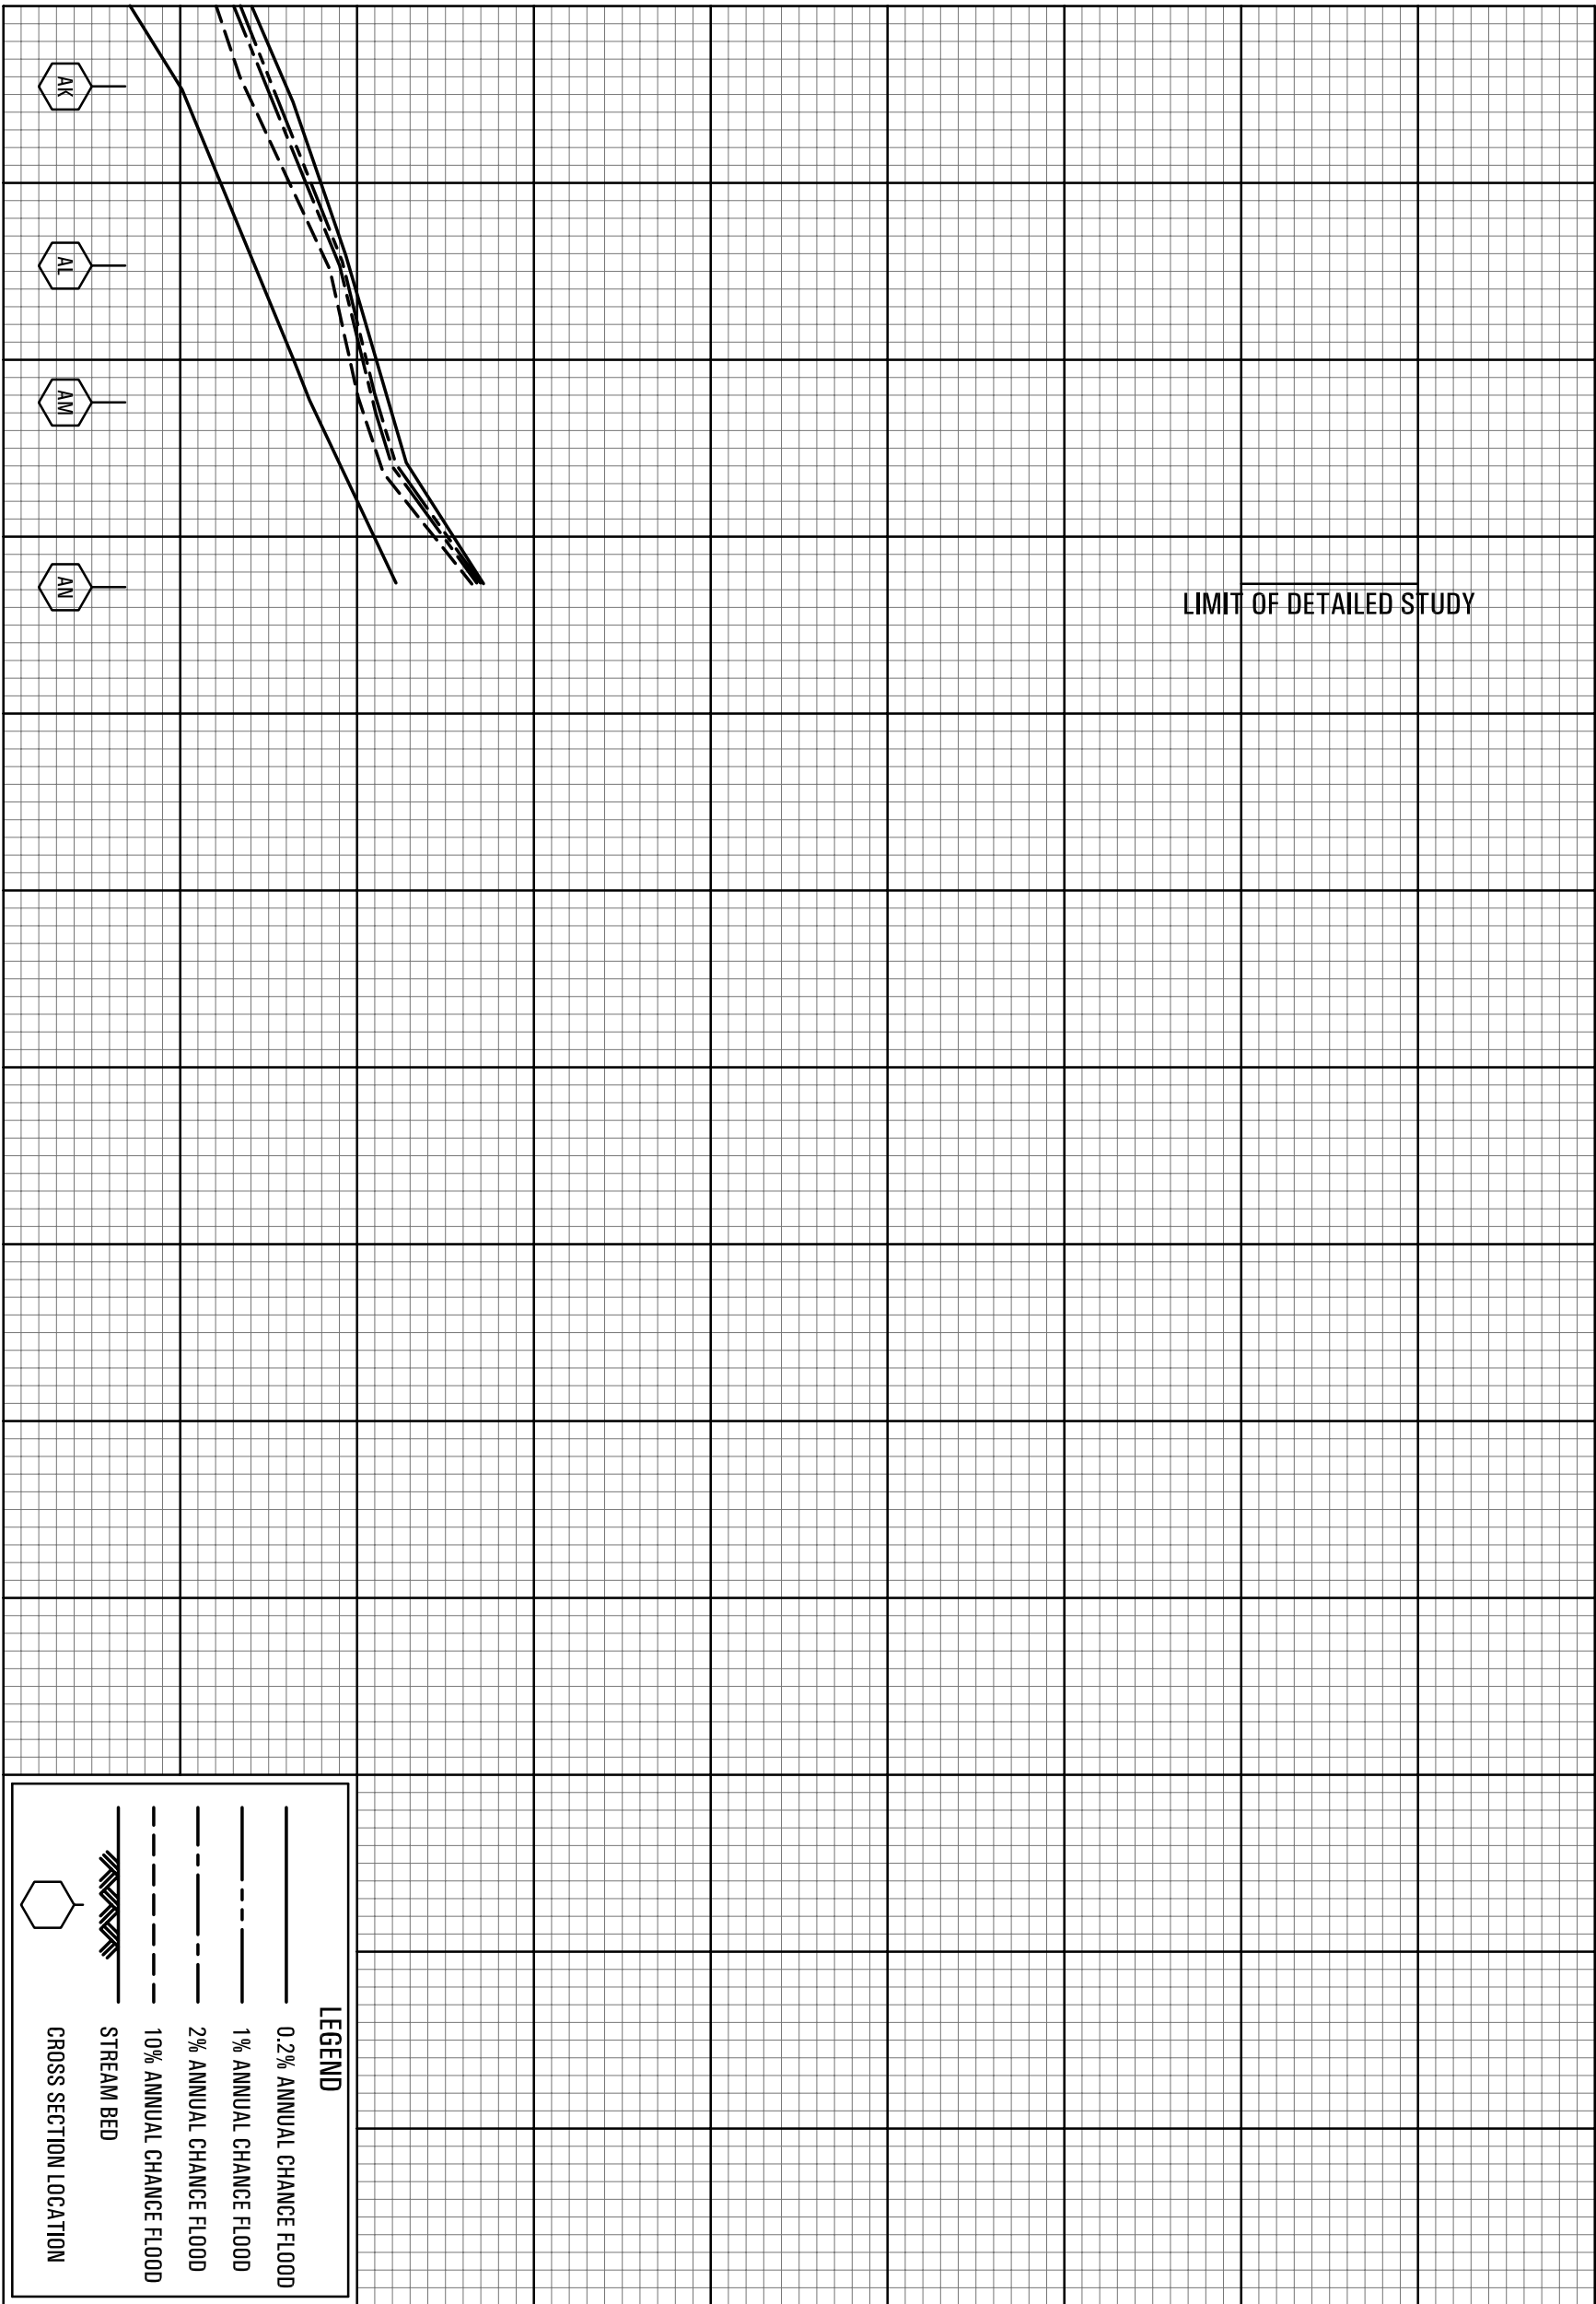 AK
AL
AM
AN
LIMIT OF DETAILED STUDY
LEGEND
0.2% ANNUAL CHANCE FLOOD
1% ANNUAL CHANCE FLOOD
2% ANNUAL CHANCE FLOOD
10% ANNUAL CHANCE FLOOD
STREAM BED
CROSS SECTION LOCATION